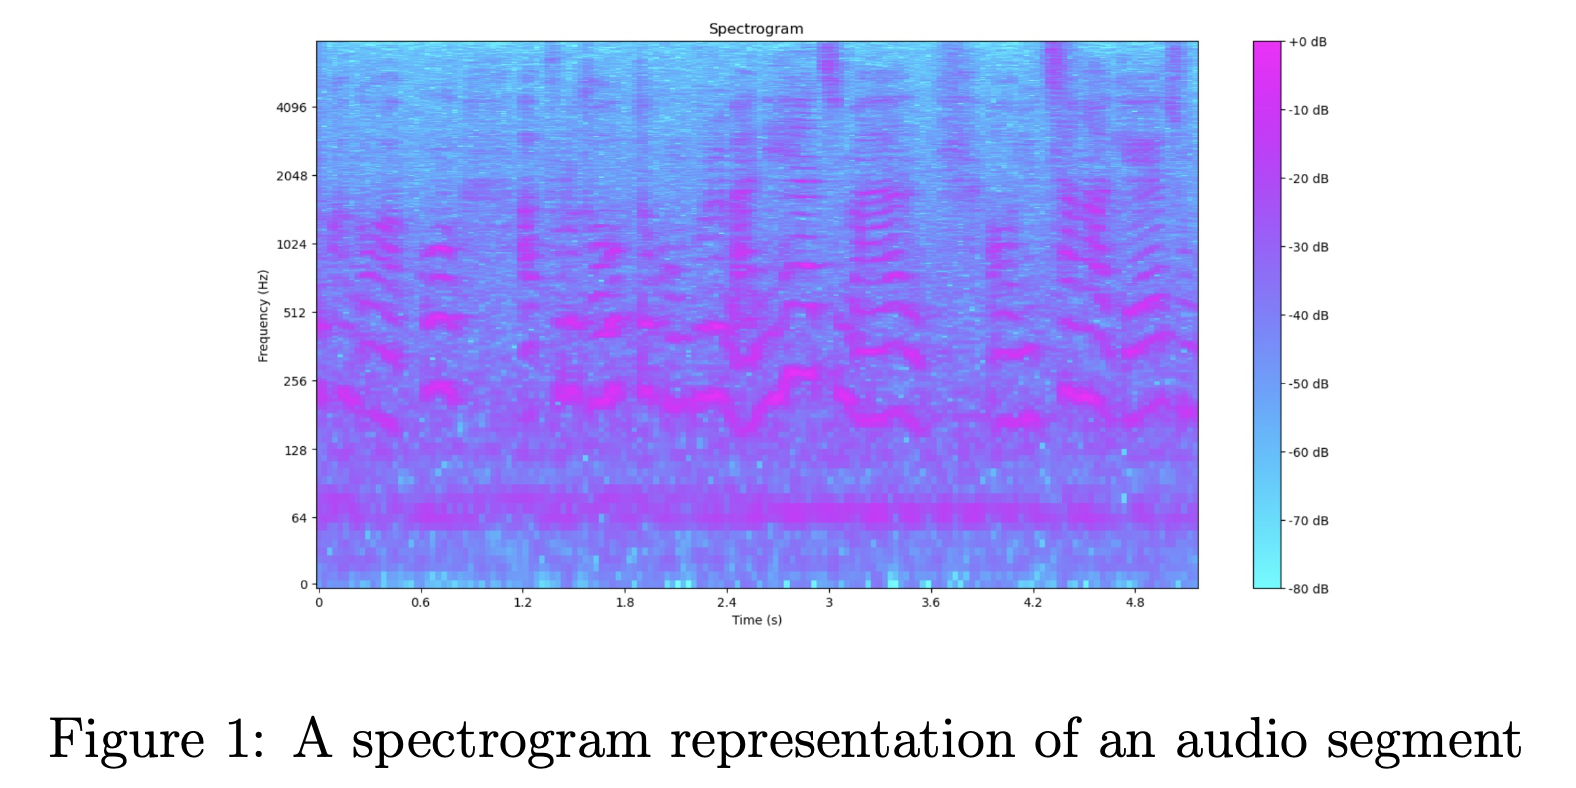 Spectrogram
+0 dB
4096
-10 dB
2048
-20 dB
1024
-30 dB
Frequency (Hz)
512
-40 dB
256
-50 dB
128
-60 dB
64
-70 dB
0
-80 dB
0 0.6 1.2 1.8 2.4 3 3.6 4.2 4.8
Time (s)
Figure 1: A spectrogram representation of an audio segment